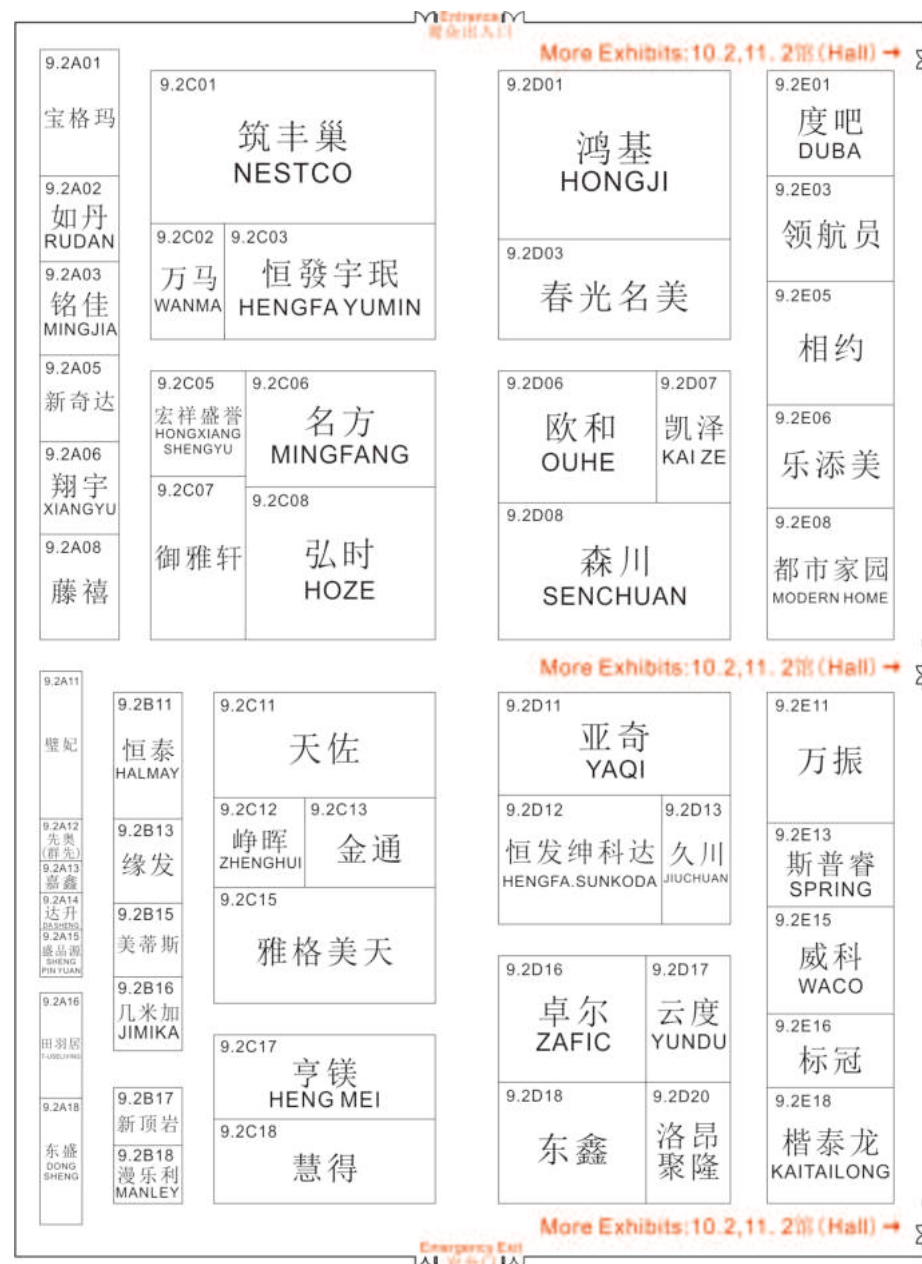 Entrance
More Exhibits:10.2,11. 2馆(Hall)→
9.2A01
宝格玛
9.2A02
如丹
RUDAN
9.2A03
铭佳
MINGJIA
9.2A05
新奇达
9.2A06
翔宇
XIANGYU
9.2A08
藤禧
9.2C01
筑丰巢
NESTCO
9.2C02
万马
WANMA
9.2C03
恒發宇珉
HENGFA YUMIN
9.2C05
宏祥盛誉
HONGXIANG
SHENGYU
9.2C06
名方
MINGFANG
9.2C07
御雅轩
9.2C08
弘时
HOZE
9.2D01
鸿基
HONGJI
9.2D03
春光名美
9.2D06
欧和
OUHE
9.2D07
凯泽
KAI ZE
9.2D08
森川
SENCHUAN
9.2E01
度吧
DUBA
9.2E03
领航员
9.2E05
相约
9.2E06
乐添美
9.2E08
都市家园
MODERN HOME
More Exhibits:10.2,11. 2馆(Hall)→
9.2A11
璧妃
9.2A12
先奥
(群先)
9.2A13
嘉鑫
9.2A14
达升
DASHENG
9.2A15
盛品源
SHENG
PIN YUAN
9.2A16
田羽居
9.2A18
东盛
DONG
SHENG
9.2B11
恒泰
HALMAY
9.2B13
缘发
9.2B15
美蒂斯
9.2B16
几米加
JIMIKA
9.2B17
新顶岩
9.2B18
漫乐利
MANLEY
9.2C11
天佐
9.2C12
峥晖
ZHENGHUI
9.2C13
金通
9.2C15
雅格美天
9.2C17
亨镁
HENG MEI
9.2C18
慧得
9.2D11
亚奇
YAQI
9.2D12
恒发绅科达
HENGFA.SUNKODA
9.2D13
久川
JIUCHUAN
9.2D16
卓尔
ZAFIC
9.2D17
云度
YUNDU
9.2D18
东鑫
9.2D20
洛昂
聚隆
9.2E11
万振
9.2E13
斯普睿
SPRING
9.2E15
威科
WACO
9.2E16
标冠
9.2E18
楷泰龙
KAITAILONG
More Exhibits:10.2,11. 2馆(Hall)→
Emergency Exit